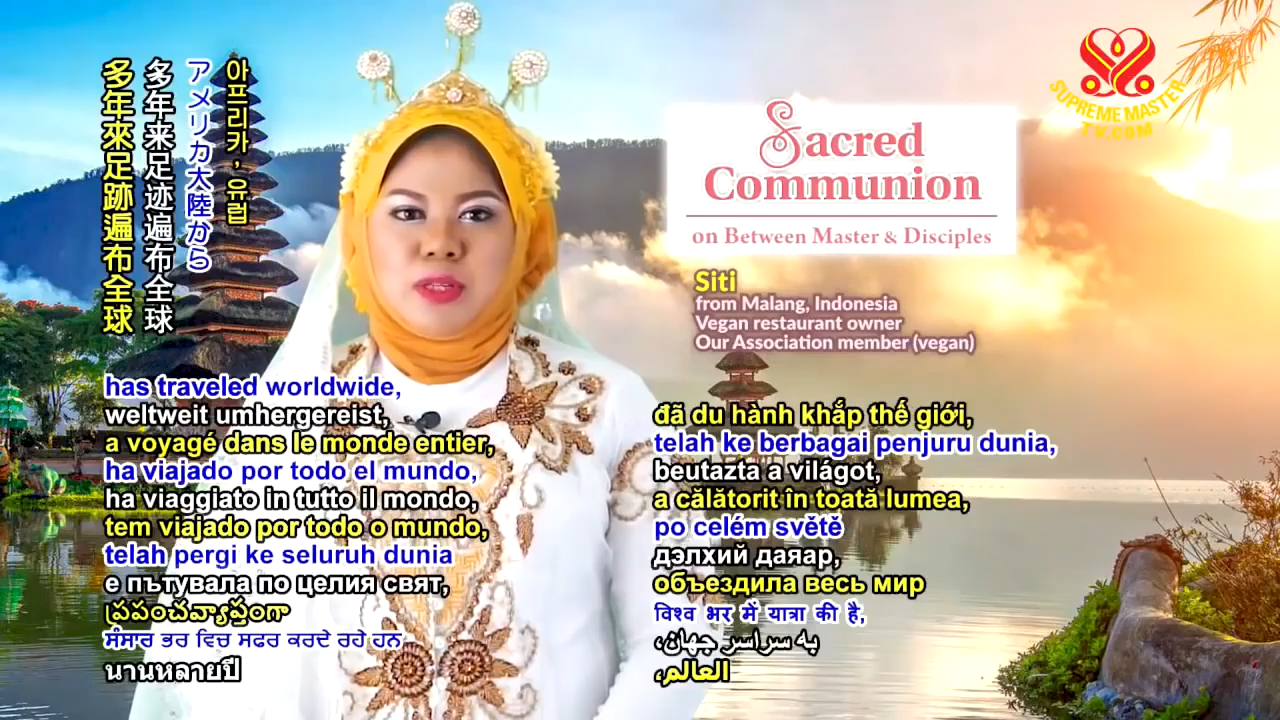 多年來足跡遍布全球
多年来足迹遍布全球
アメリカ大陸から
아프리카, 유럽
SUPREME MASTER
TV.COM
Sacred
Communion
on Between Master & Disciples
Siti
from Malang, Indonesia
Vegan restaurant owner
Our Association member (vegan)
has traveled worldwide,
weltweit umhergereist,
a voyagé dans le monde entier,
ha viajado por todo el mundo,
ha viaggiato in tutto il mondo,
tem viajado por todo o mundo,
telah pergi ke seluruh dunia
е пътувала по целия свят,
ప్రపంచవ్యాప్తంగా
ਸੰਸਾਰ ਭਰ ਵਿਚ ਸਫਰ ਕਰਦੇ ਰਹੇ ਹਨ
นานหลายปี
đã du hành khắp thế giới,
telah ke berbagai penjuru dunia,
beutazta a világot,
a călătorit în toată lumea,
po celém světě
дэлхий даяар,
объездила весь мир
विश्व भर में यात्रा की है,
به سراسر جهان،
العالم،